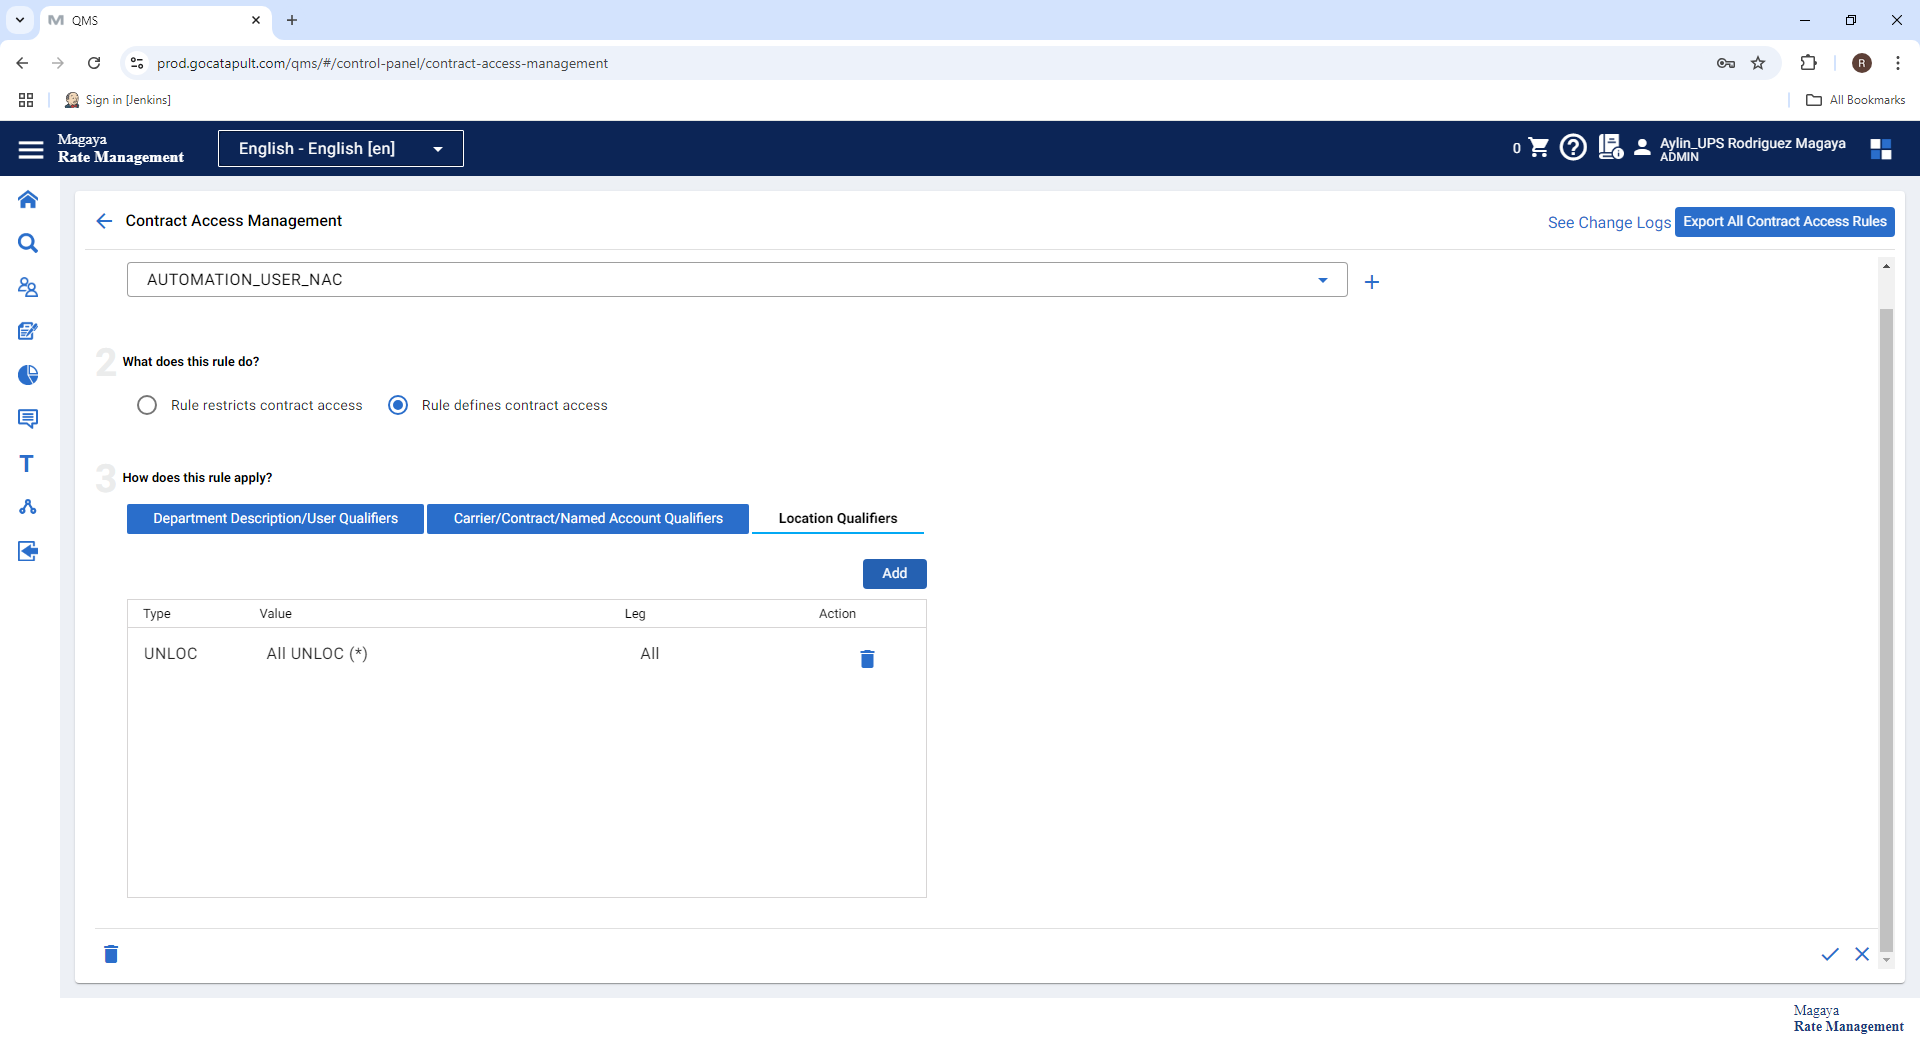 QMS
prod.gocatapult.com/qms/#/control-panel/contract-access-management
R
Sign in [Jenkins]
All Bookmarks
Magaya
Rate Management
English - English [en]
0
Aylin_UPS Rodriguez Magaya
ADMIN
Contract Access Management
See Change Logs
Export All Contract Access Rules
AUTOMATION_USER_NAC
2 What does this rule do?
Rule restricts contract access
Rule defines contract access
3 How does this rule apply?
Department Description/User Qualifiers
Carrier/Contract/Named Account Qualifiers
Location Qualifiers
Add
Type Value Leg Action
UNLOC All UNLOC (*) All
Magaya
Rate Management